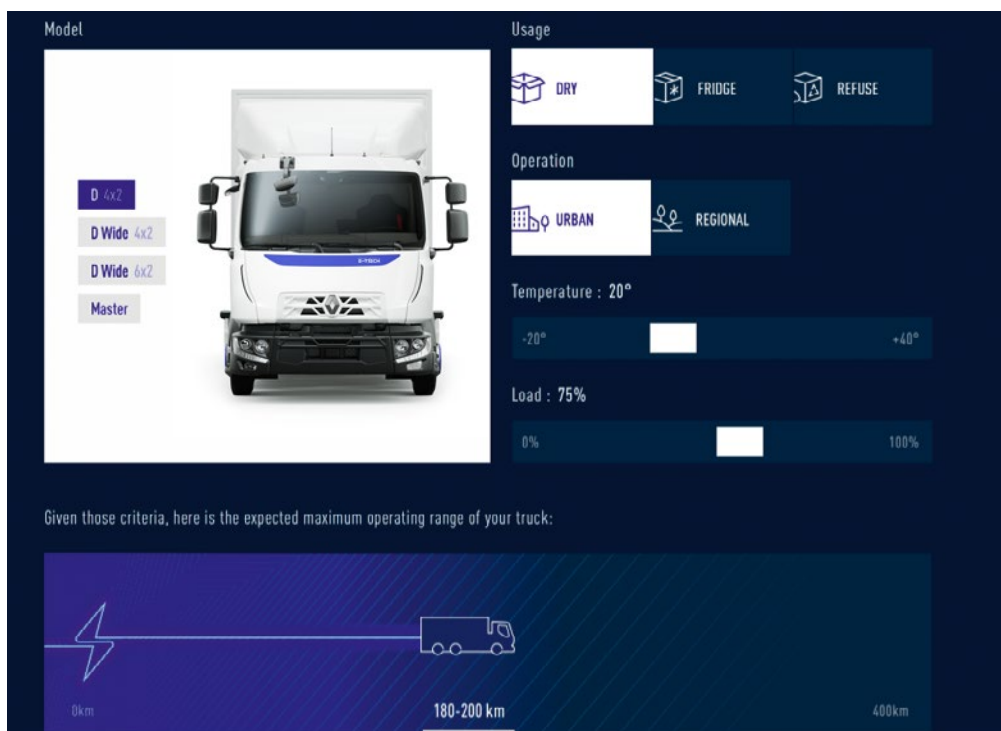 Model
D 4x2
D Wide 4x2
D Wide 6x2
Master
E-TECH
Usage
DRY
FRIDGE
REFUSE
Operation
URBAN
REGIONAL
Temperature : 20°
-20°
+40°
Load : 75%
0%
100%
Given those criteria, here is the expected maximum operating range of your truck:
0km
180-200 km
400km